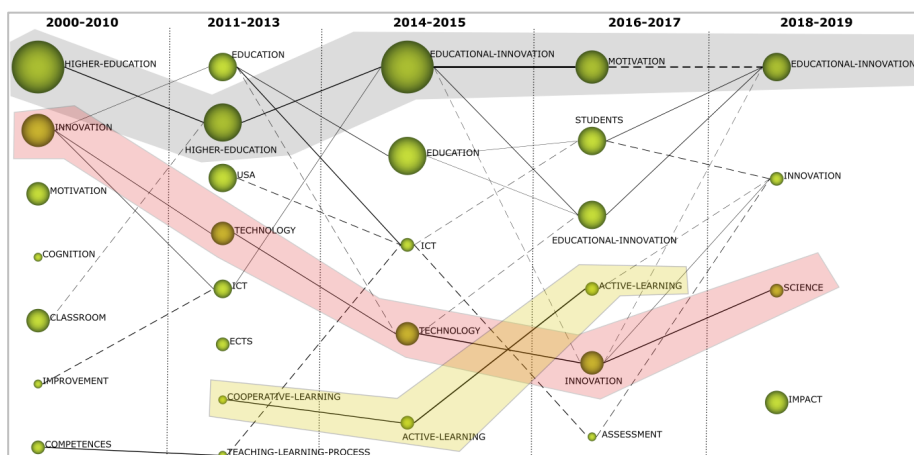 2000-2010
2011-2013
2014-2015
2016-2017
2018-2019
HIGHER-EDUCATION
INNOVATION
MOTIVATION
COGNITION
CLASSROOM
IMPROVEMENT
COMPETENCES
EDUCATION
HIGHER-EDUCATION
USA
TECHNOLOGY
ICT
ECTS
COOPERATIVE-LEARNING
TEACHING-LEARNING-PROCESS
EDUCATIONAL-INNOVATION
EDUCATION
ICT
TECHNOLOGY
ACTIVE-LEARNING
MOTIVATION
STUDENTS
EDUCATIONAL-INNOVATION
ACTIVE-LEARNING
INNOVATION
ASSESSMENT
EDUCATIONAL-INNOVATION
INNOVATION
SCIENCE
IMPACT